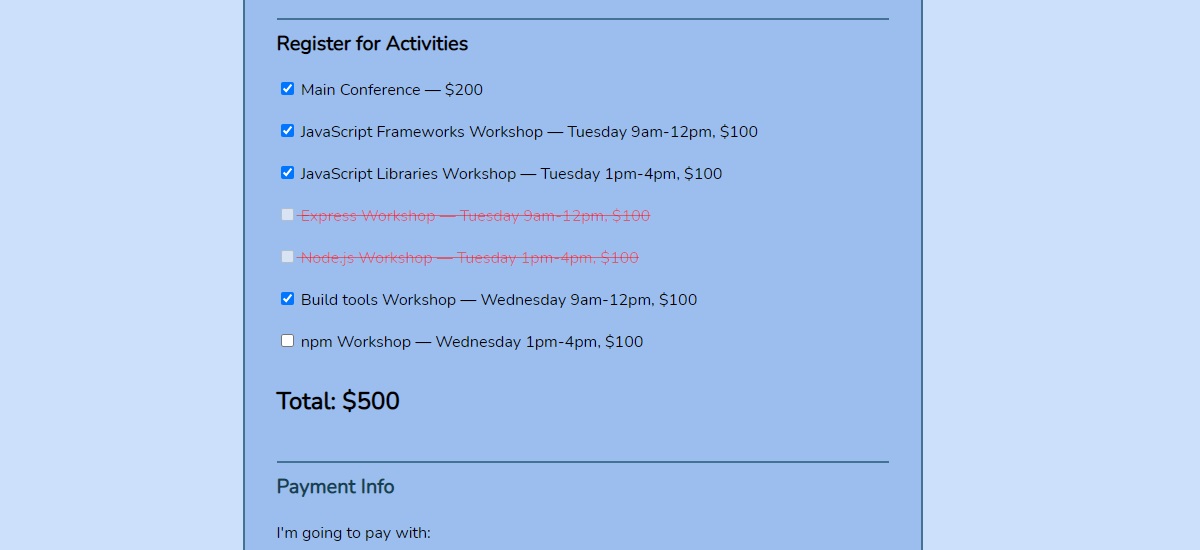 Register for Activities
Main Conference — $200
JavaScript Frameworks Workshop — Tuesday 9am-12pm, $100
JavaScript Libraries Workshop — Tuesday 1pm-4pm, $100
Express Workshop — Tuesday 9am-12pm, $100
Node.js Workshop — Tuesday 1pm-4pm, $100
Build tools Workshop — Wednesday 9am-12pm, $100
npm Workshop — Wednesday 1pm-4pm, $100
Total: $500
Payment Info
I'm going to pay with: